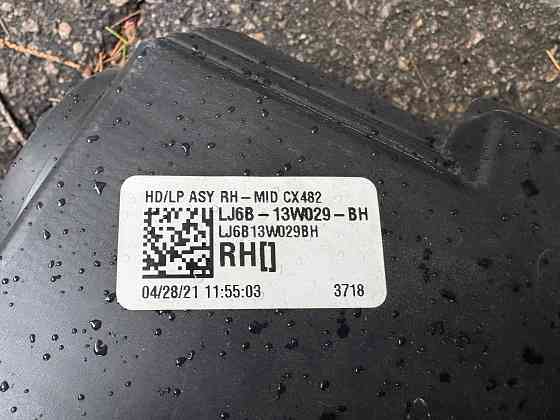 HD/LP ASY RH-MID CX482
LJ6B-13W029-BH
LJ6B13W029BH
RH[]
04/28/21 11:55:03 3718